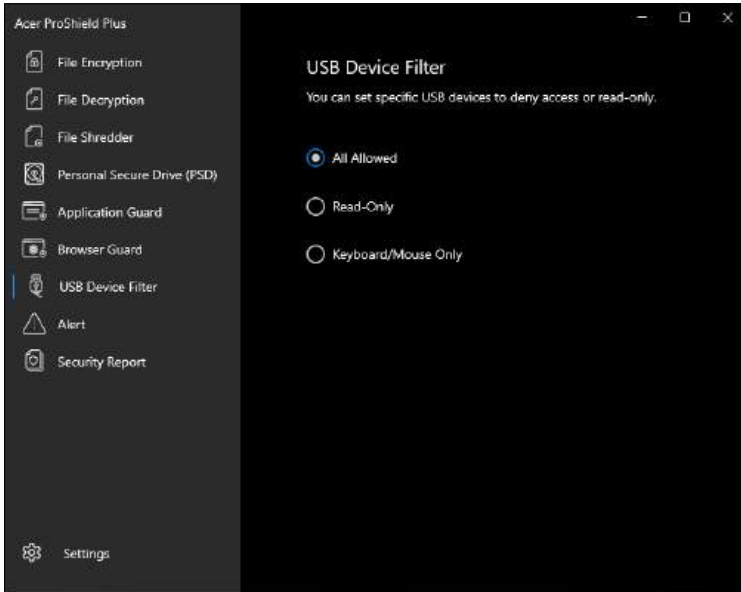 Acer ProShield Plus
File Encryption
File Decryption
File Shredder
Personal Secure Drive (PSD)
Application Guard
Browser Guard
USB Device Filter
Alert
Security Report
Settings
USB Device Filter
You can set specific USB devices to deny access or read-only.
All Allowed
Read-Only
Keyboard/Mouse Only